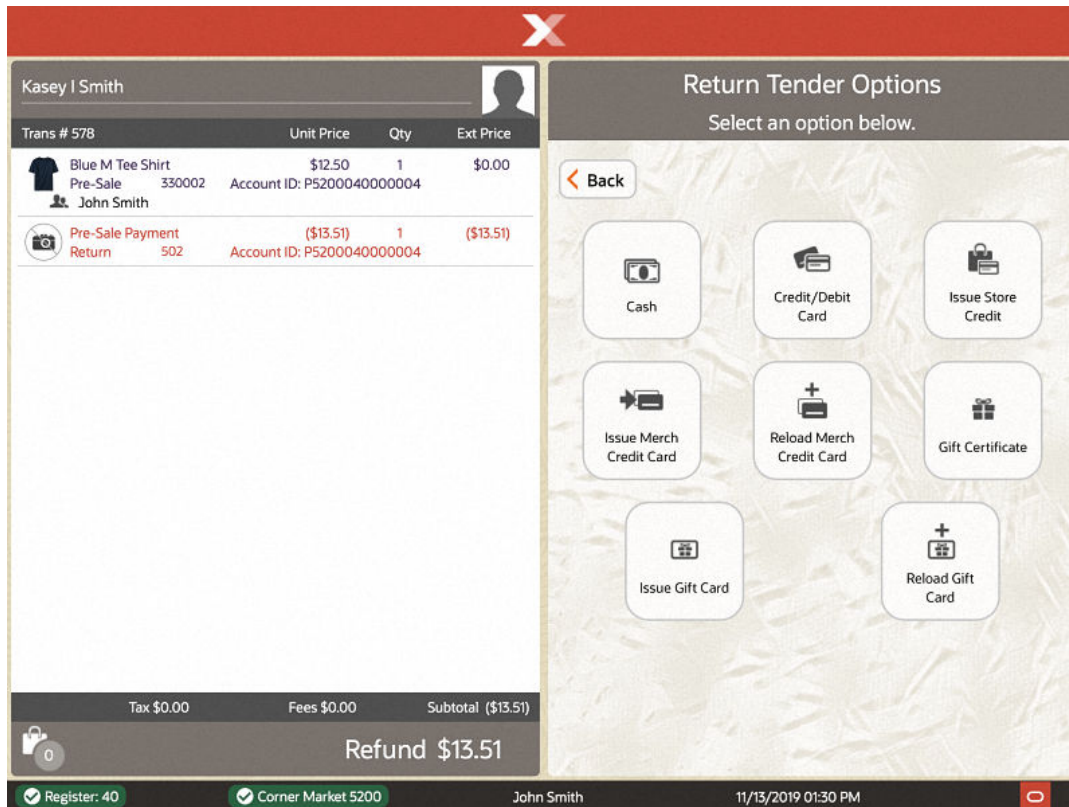 Kasey I Smith
Trans # 578 Unit Price Qty Ext Price
Blue M Tee Shirt $12.50 1 $0.00
Pre-Sale 330002 Account ID: P5200040000004
John Smith
Pre-Sale Payment ($13.51) 1 ($13.51)
Return 502 Account ID: P5200040000004
Tax $0.00 Fees $0.00 Subtotal ($13.51)
0
Refund $13.51
Return Tender Options
Select an option below.
Back
Cash
Credit/Debit
Card
Issue Store
Credit
Issue Merch
Credit Card
Reload Merch
Credit Card
Gift Certificate
Issue Gift Card
Reload Gift
Card
Register: 40 Corner Market 5200 John Smith 11/13/2019 01:30 PM